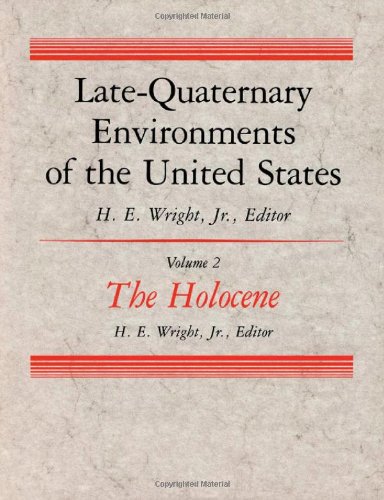 Late-Quaternary
Environments
of the United States
H. E. Wright, Jr., Editor
Volume 2
The Holocene
H. E. Wright, Jr., Editor